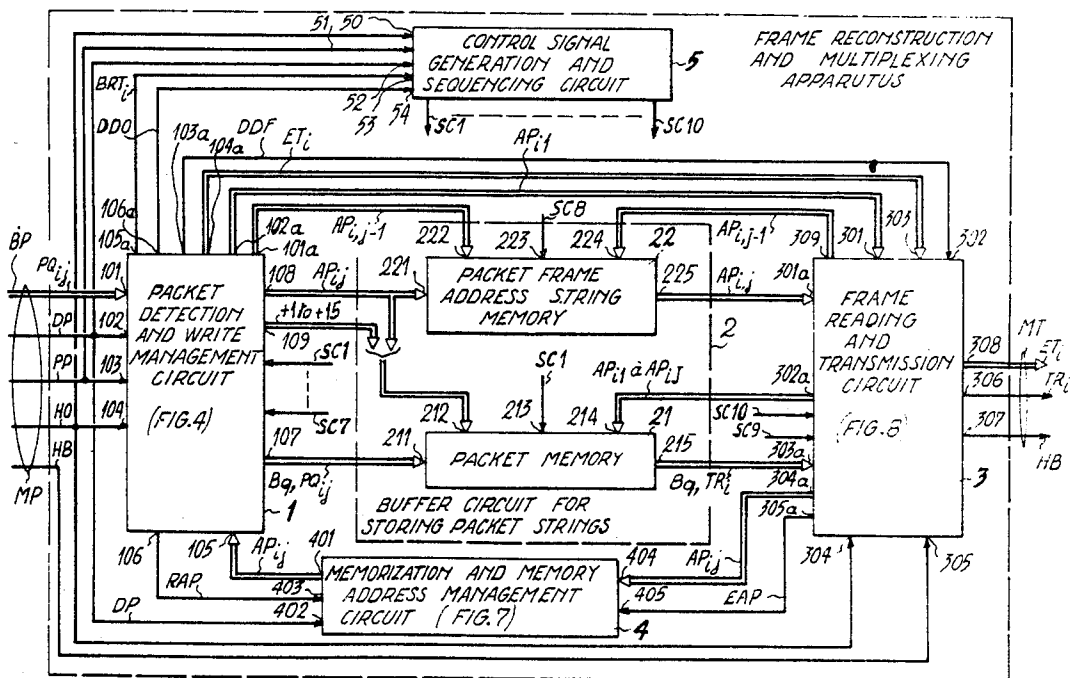 51, 50
52
53
54
CONTROL SIGNAL
GENERATION AND
SEQUENCING CIRCUIT
5
FRAME RECONSTRUCTION
AND MULTIPLEXING
APPARUTUS
SC1
SC10
BRTi
DDO
103a
104a
DDF
ETi
APi1
106a
105a
102a
101a
APi,j-1
222
SC8
223
224
APi,j-1
309
301
303
302
BP
PQij
101
DP
102
PP
103
HO
104
HB
MP
PACKET
DETECTION
AND WRITE
MANAGEMENT
CIRCUIT
(FIG.4)
1
108
APij
221
+1 to +15
109
SC1
SC7
107
Bq, PQij
211
22
PACKET FRAME
ADDRESS STRING
MEMORY
225
APij
301a
2
SC1
APi1 à APiJ
302a
212
213
214
21
PACKET MEMORY
215
Bq, TRi
303a
SC10
SC9
304a
305a
BUFFER CIRCUIT FOR
STORING PACKET STRINGS
FRAME
READING
AND
TRANSMISSION
CIRCUIT
(FIG.8)
3
308
306
307
MT
ETi
TRi
HB
304
305
106
105
APij
401
RAP
403
DP
402
MEMORIZATION AND MEMORY
ADDRESS MANAGEMENT
CIRCUIT (FIG.7)
4
404
405
APij
EAP